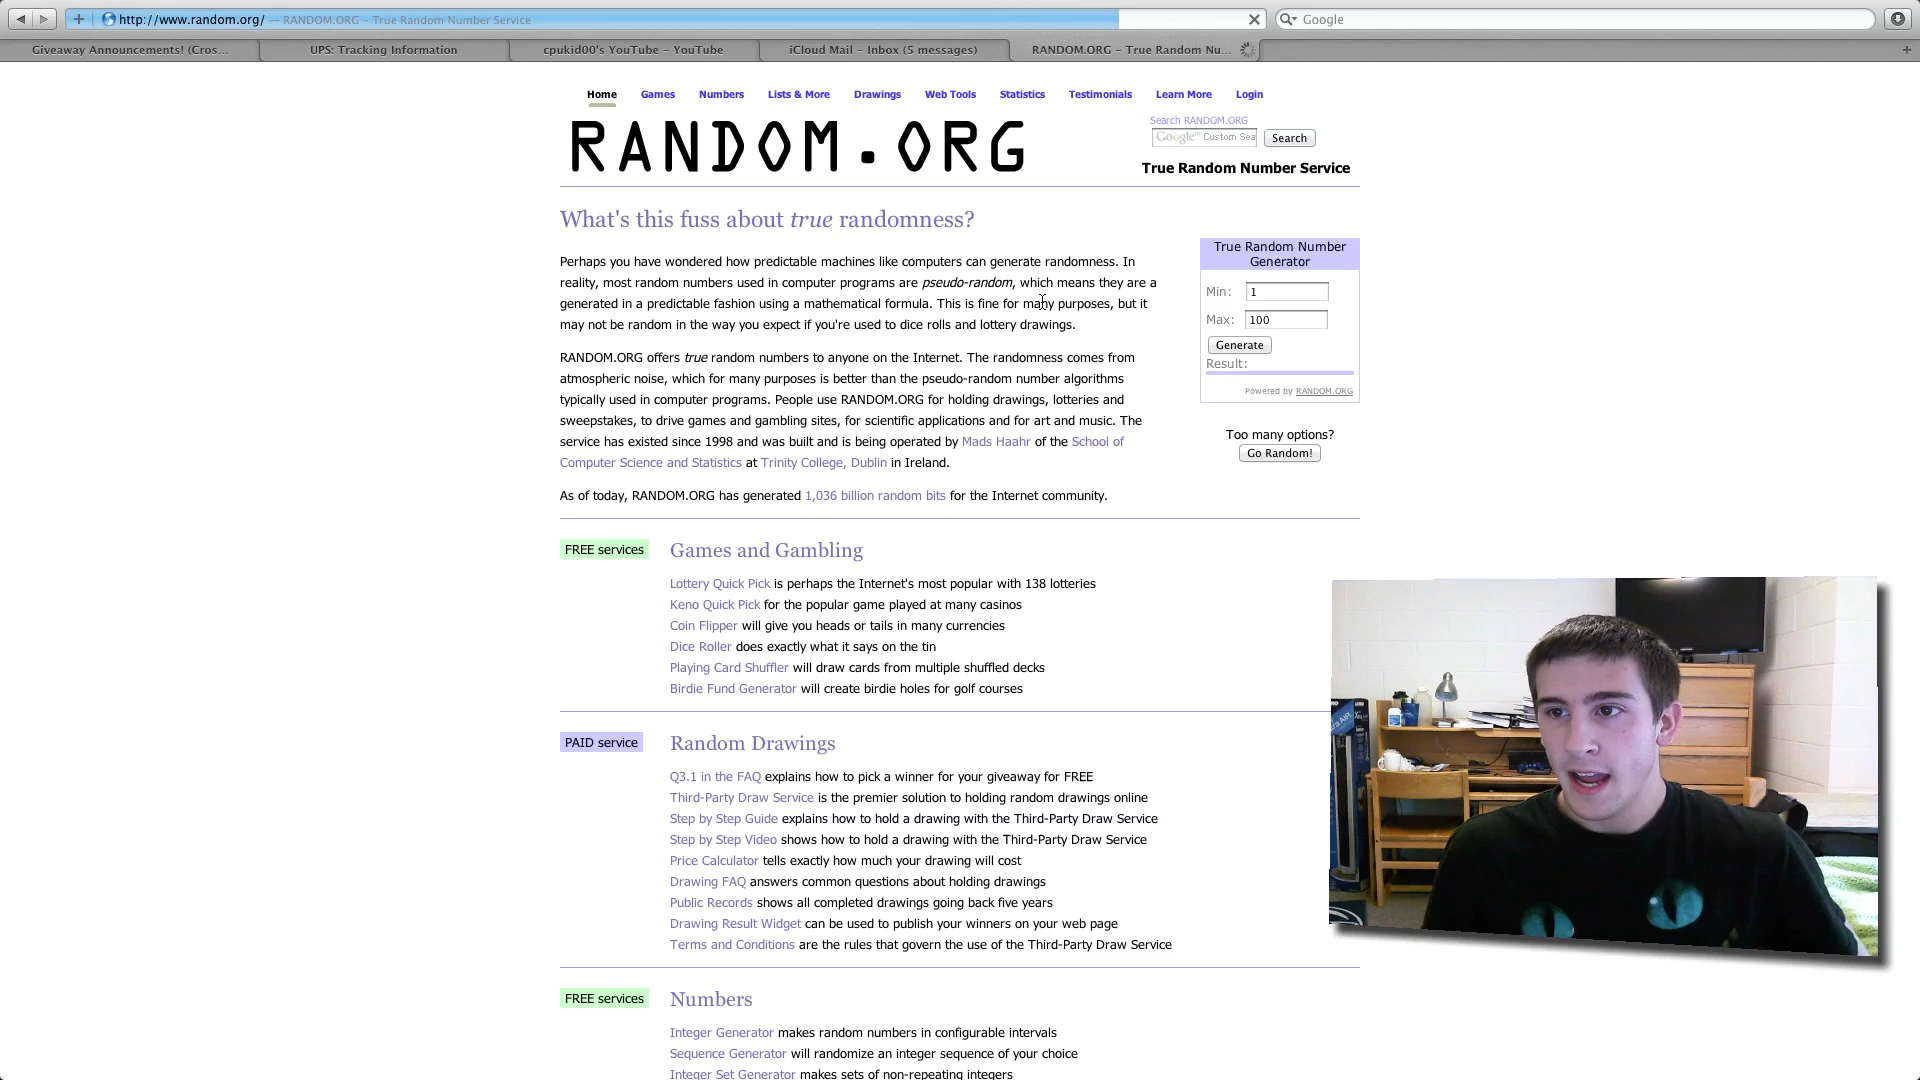 http://www.random.org/ — RANDOM.ORG – True Random Number Service
Google
Giveaway Announcements! (Cros...
UPS: Tracking Information
cpukid00's YouTube – YouTube
iCloud Mail – Inbox (5 messages)
RANDOM.ORG – True Random Nu...
Home Games Numbers Lists & More Drawings Web Tools Statistics Testimonials Learn More Login
RANDOM.ORG
Search RANDOM.ORG
Google™ Custom Sea
Search
True Random Number Service
What's this fuss about true randomness?
Perhaps you have wondered how predictable machines like computers can generate randomness. In
reality, most random numbers used in computer programs are pseudo-random, which means they are a
generated in a predictable fashion using a mathematical formula. This is fine for many purposes, but it
may not be random in the way you expect if you're used to dice rolls and lottery drawings.
RANDOM.ORG offers true random numbers to anyone on the Internet. The randomness comes from
atmospheric noise, which for many purposes is better than the pseudo-random number algorithms
typically used in computer programs. People use RANDOM.ORG for holding drawings, lotteries and
sweepstakes, to drive games and gambling sites, for scientific applications and for art and music. The
service has existed since 1998 and was built and is being operated by Mads Haahr of the School of
Computer Science and Statistics at Trinity College, Dublin in Ireland.
As of today, RANDOM.ORG has generated 1,036 billion random bits for the Internet community.
True Random Number
Generator
Min: 1
Max: 100
Generate
Result:
Powered by RANDOM.ORG
Too many options?
Go Random!
FREE services
Games and Gambling
Lottery Quick Pick is perhaps the Internet's most popular with 138 lotteries
Keno Quick Pick for the popular game played at many casinos
Coin Flipper will give you heads or tails in many currencies
Dice Roller does exactly what it says on the tin
Playing Card Shuffler will draw cards from multiple shuffled decks
Birdie Fund Generator will create birdie holes for golf courses
PAID service
Random Drawings
Q3.1 in the FAQ explains how to pick a winner for your giveaway for FREE
Third-Party Draw Service is the premier solution to holding random drawings online
Step by Step Guide explains how to hold a drawing with the Third-Party Draw Service
Step by Step Video shows how to hold a drawing with the Third-Party Draw Service
Price Calculator tells exactly how much your drawing will cost
Drawing FAQ answers common questions about holding drawings
Public Records shows all completed drawings going back five years
Drawing Result Widget can be used to publish your winners on your web page
Terms and Conditions are the rules that govern the use of the Third-Party Draw Service
FREE services
Numbers
Integer Generator makes random numbers in configurable intervals
Sequence Generator will randomize an integer sequence of your choice
Integer Set Generator makes sets of non-repeating integers